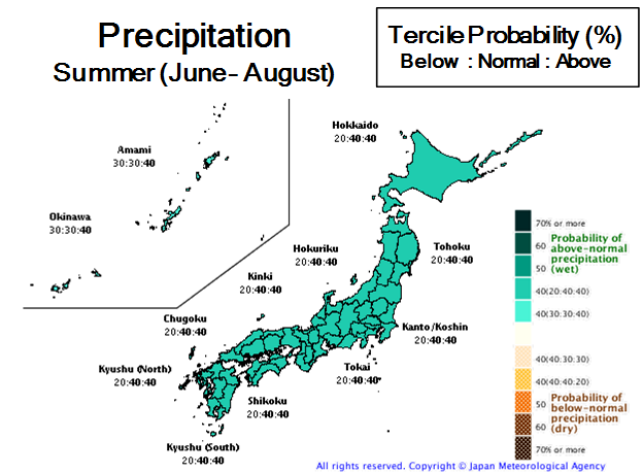 Precipitation
Summer (June- August)
Tercile Probability (%)
Below : Normal : Above
Hokkaido
20:40:40
Amami
30:30:40
Okinawa
30:30:40
Hokuriku
20:40:40
Tohoku
20:40:40
Kinki
20:40:40
Chugoku
20:40:40
Kanto/Koshin
20:40:40
Kyushu (North)
20:40:40
Tokai
20:40:40
Shikoku
20:40:40
Kyushu (South)
20:40:40
70% or more
60
50
Probability of
above-normal
precipitation
(wet)
40(20:40:40)
40(30:30:40)
40(40:30:30)
40(40:40:20)
50
60
Probability of
below-normal
precipitation
(dry)
70% or more
All rights reserved. Copyright © Japan Meteorological Agency